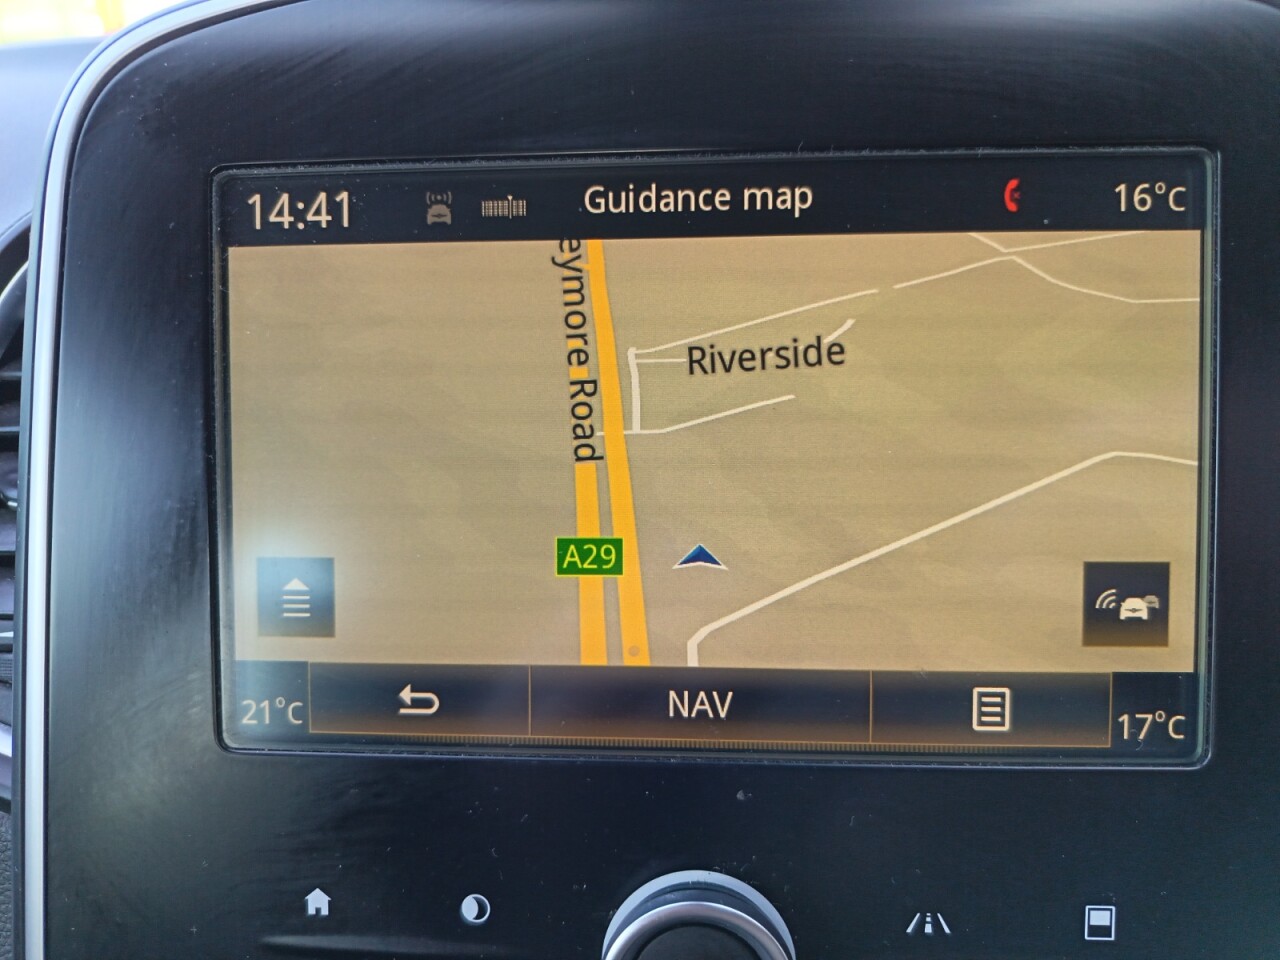 14:41
Guidance map
16°C
eymore Road
Riverside
A29
21°C
NAV
17°C